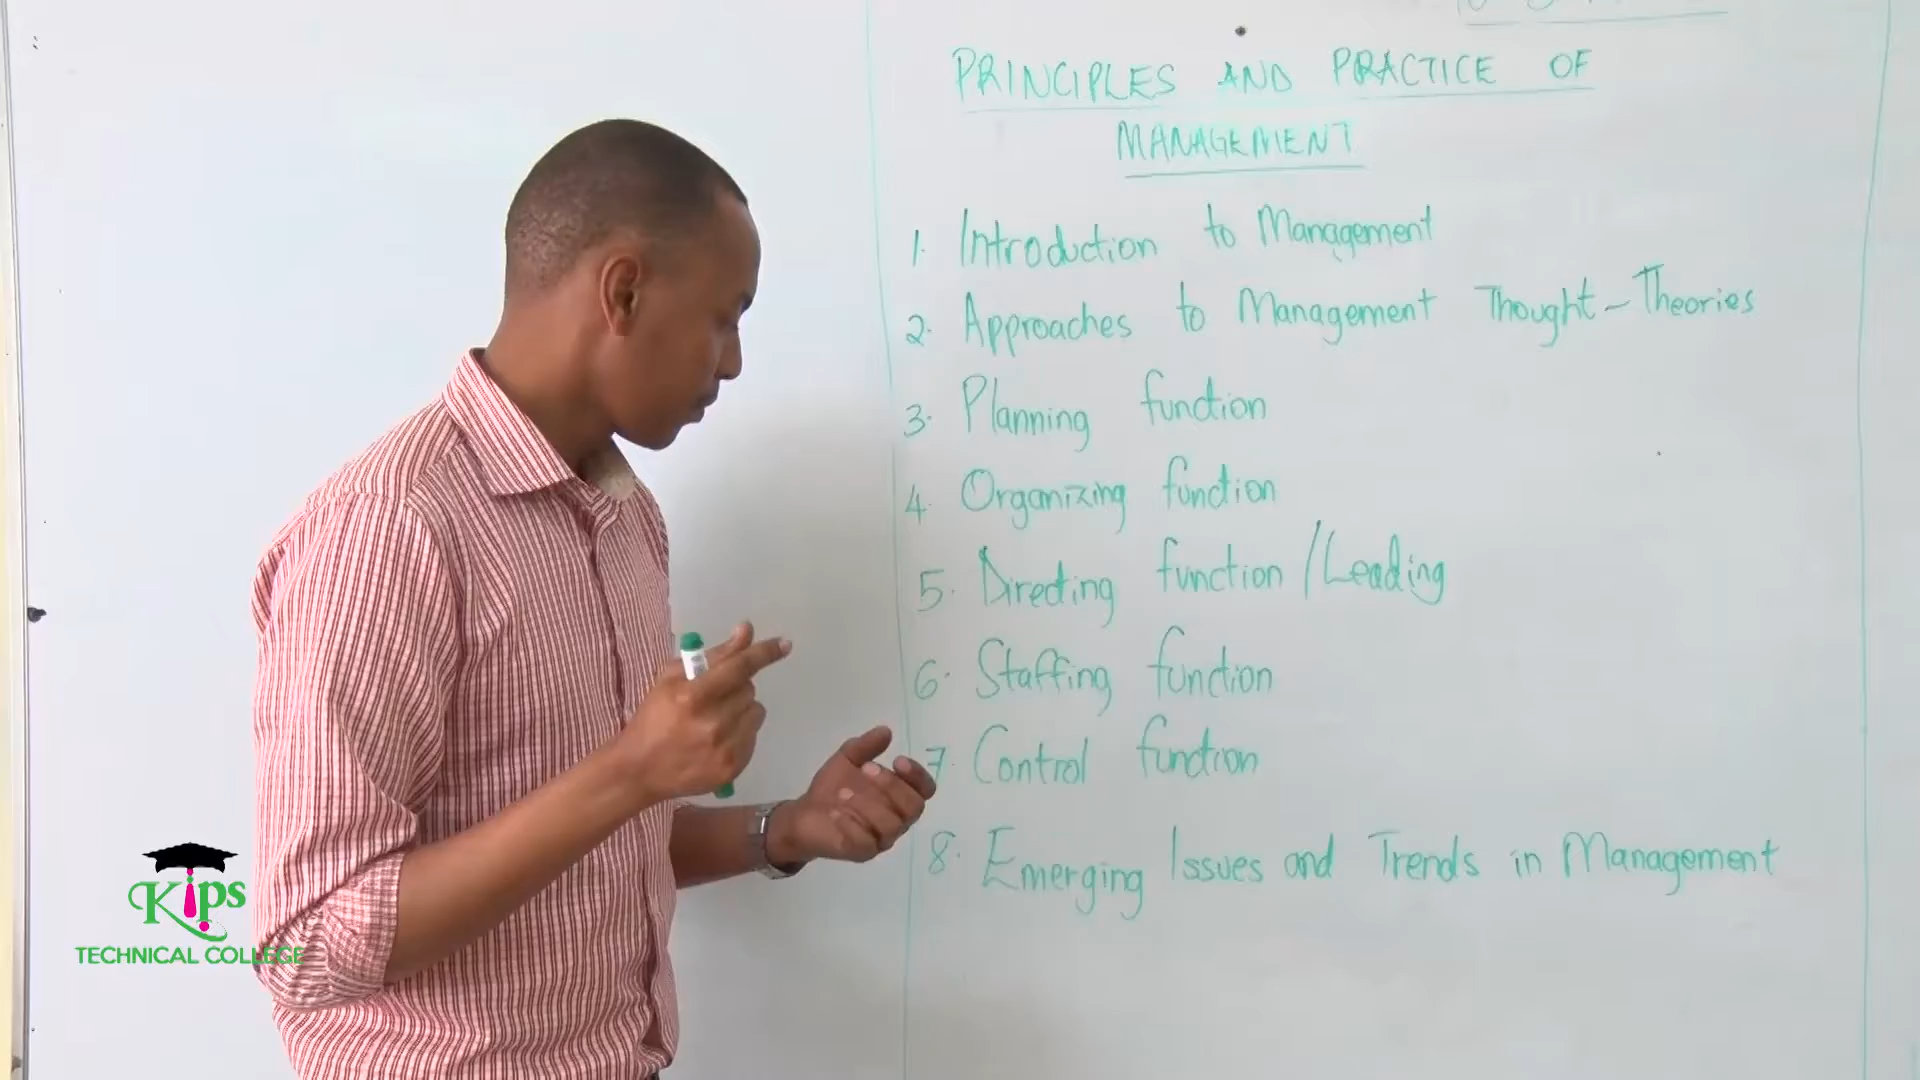 PRINCIPLES AND PRACTICE OF
MANAGEMENT
1. Introduction to Management
2. Approaches to Management Thought - Theories
3. Planning function
4. Organizing function
5. Directing function / Leading
6. Staffing function
7. Control function
8. Emerging Issues and Trends in Management
Kips
TECHNICAL COLLEGE